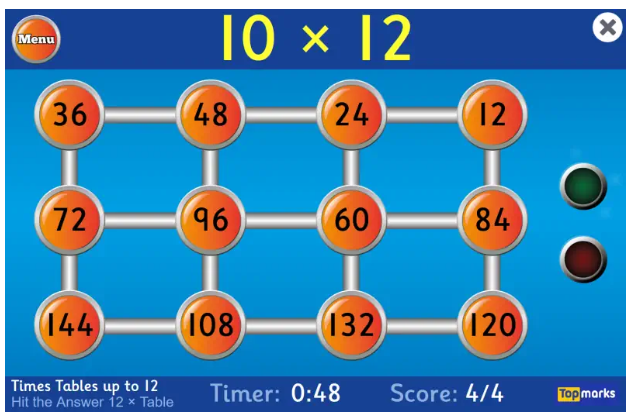 Menu
10 × 12
36 48 24 12
72 96 60 84
144 108 132 120
Times Tables up to 12
Hit the Answer 12 × Table
Timer: 0:48
Score: 4/4
Topmarks